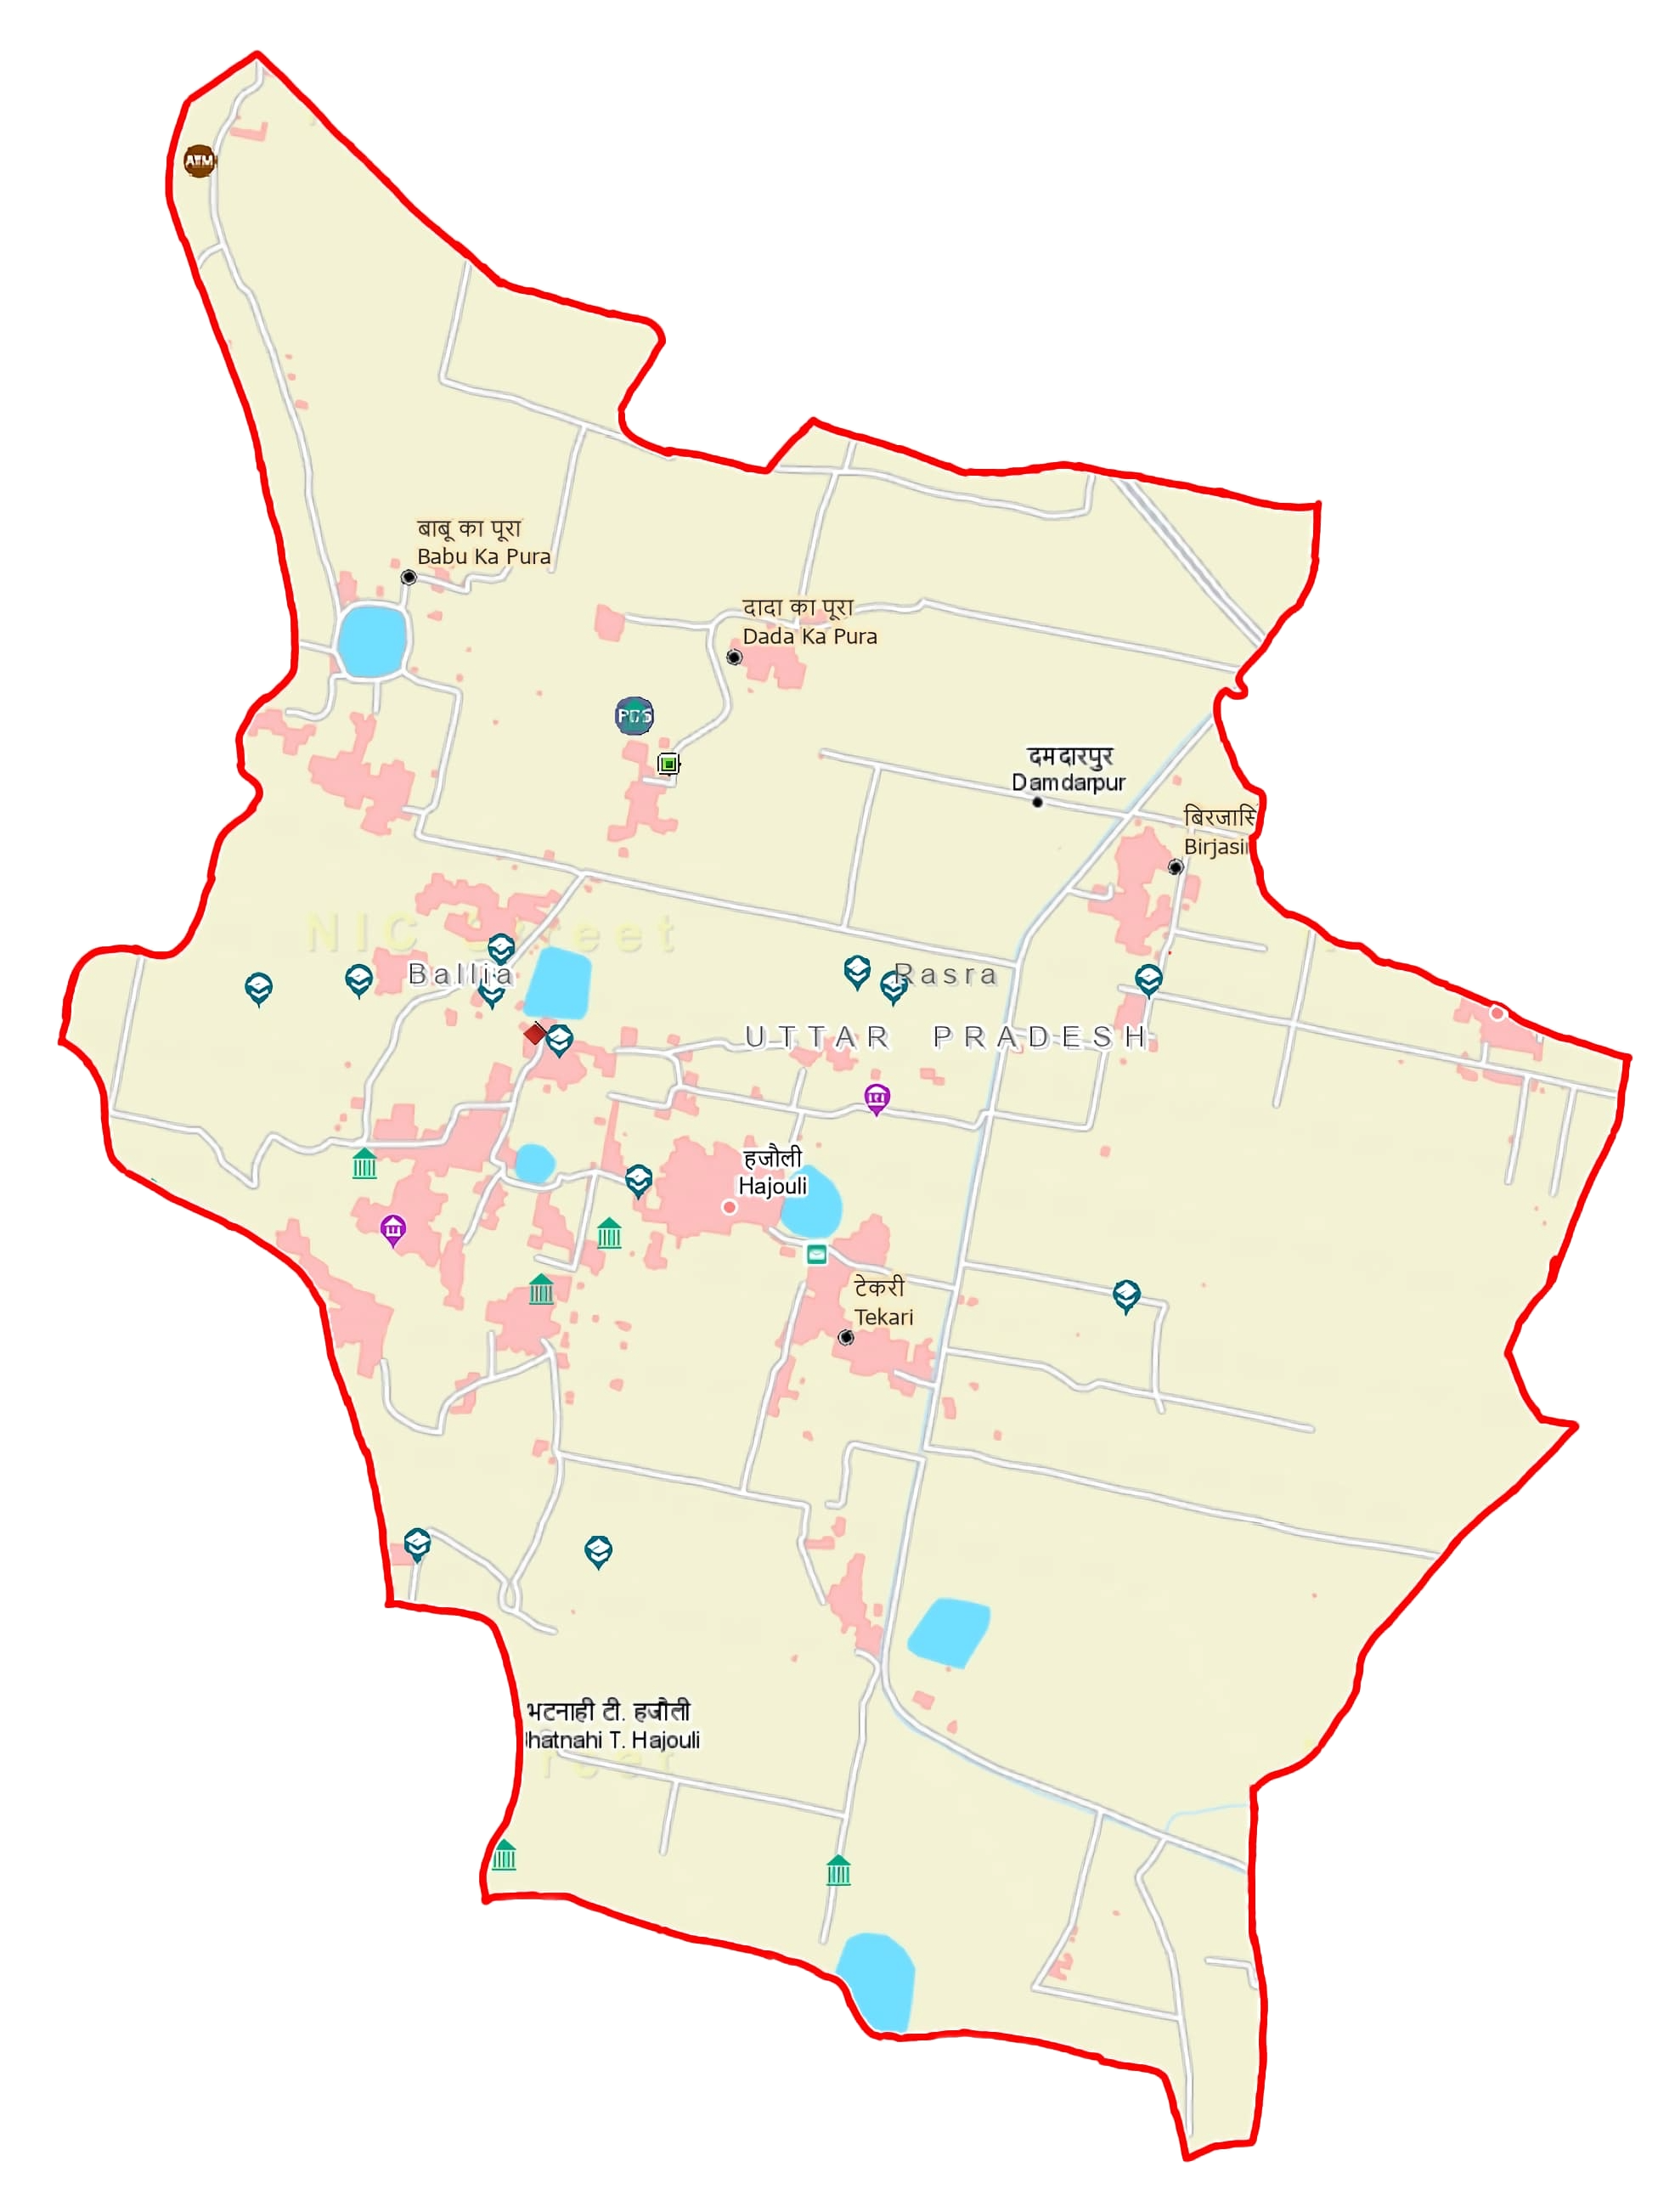 ATM
बाबू का पूरा
Babu Ka Pura
दादा का पूरा
Dada Ka Pura
PDS
दमदारपुर
Damdarpur
बिरजासि
Birjasi
NIC Street
Ballia
Rasra
UTTAR PRADESH
हजौली
Hajouli
टेकरी
Tekari
भटनाही टी. हजौली
hatnahi T. Hajouli